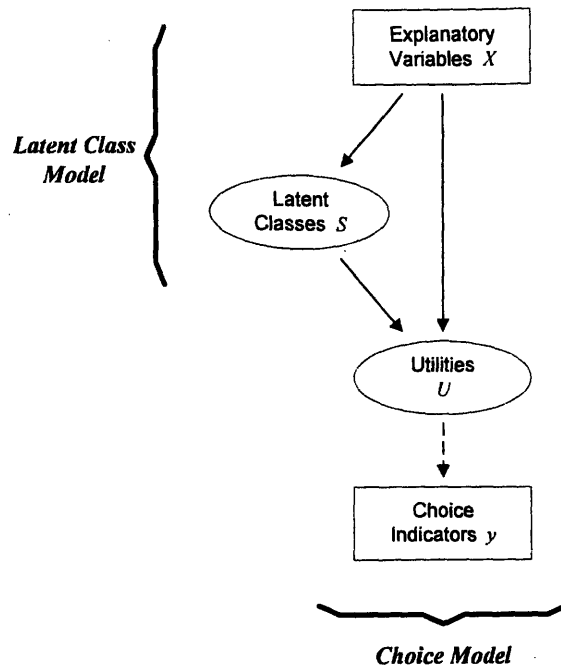 Explanatory
Variables X
Latent Class
Model
Latent
Classes S
Utilities
U
Choice
Indicators y
Choice Model